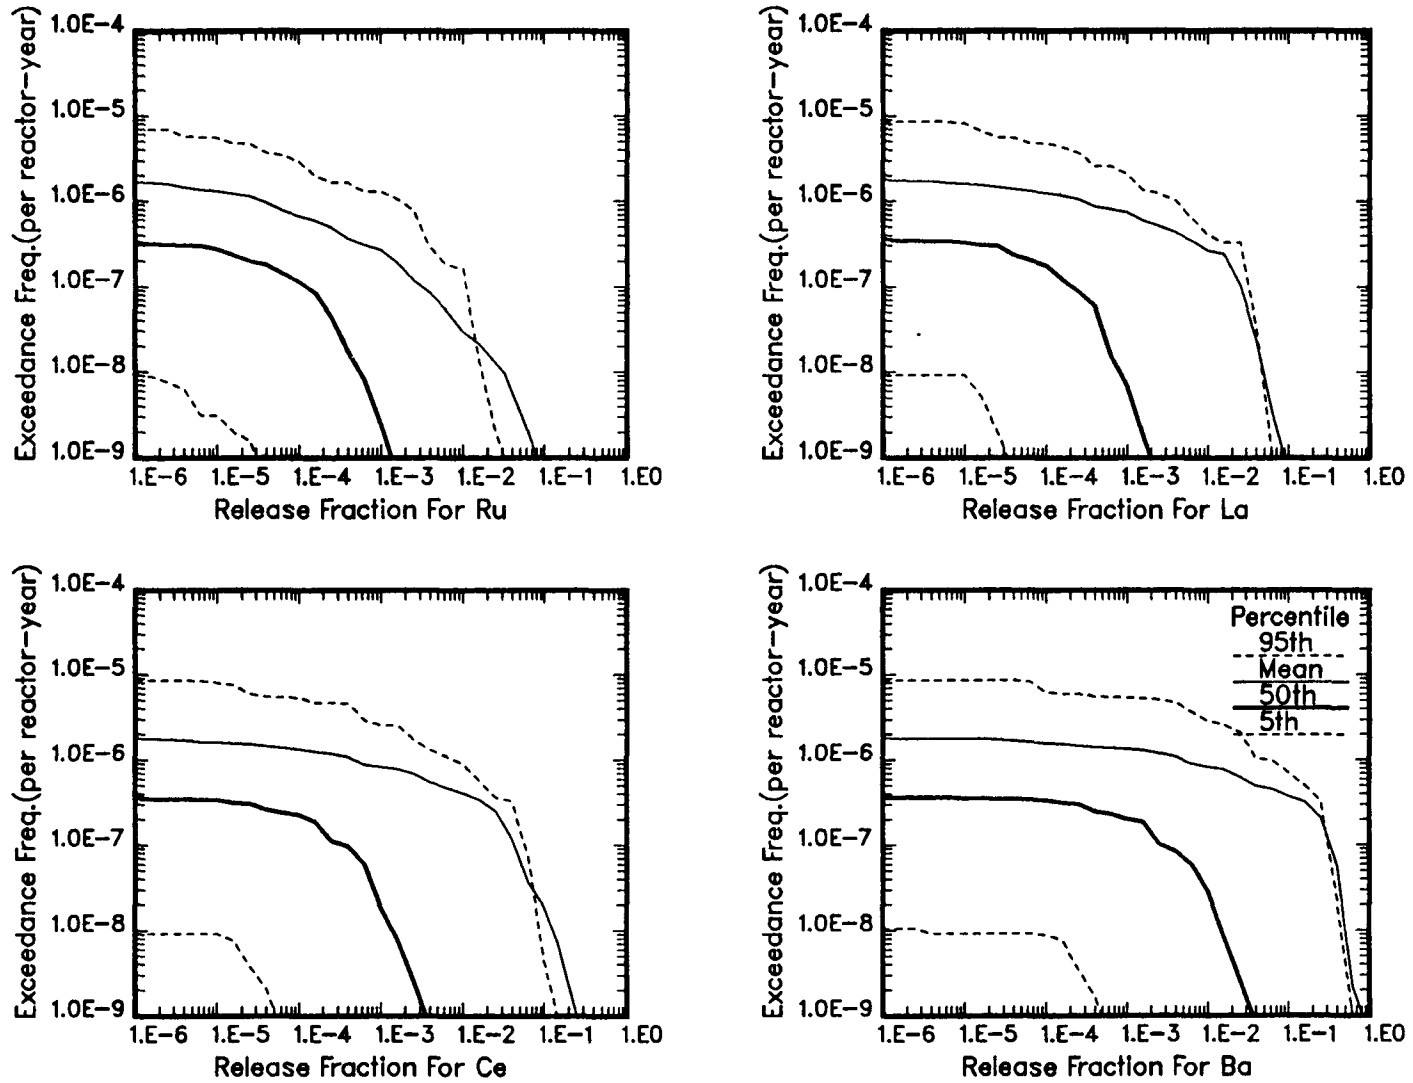 Exceedance Freq.(per reactor-year)
1.0E-4
1.0E-5
1.0E-6
1.0E-7
1.0E-8
1.0E-9
1.E-6 1.E-5 1.E-4 1.E-3 1.E-2 1.E-1 1.E0
Release Fraction For Ru
Exceedance Freq.(per reactor-year)
1.0E-4
1.0E-5
1.0E-6
1.0E-7
1.0E-8
1.0E-9
1.E-6 1.E-5 1.E-4 1.E-3 1.E-2 1.E-1 1.E0
Release Fraction For La
Exceedance Freq.(per reactor-year)
1.0E-4
1.0E-5
1.0E-6
1.0E-7
1.0E-8
1.0E-9
1.E-6 1.E-5 1.E-4 1.E-3 1.E-2 1.E-1 1.E0
Release Fraction For Ce
Exceedance Freq.(per reactor-year)
1.0E-4
1.0E-5
1.0E-6
1.0E-7
1.0E-8
1.0E-9
Percentile
95th
Mean
50th
5th
1.E-6 1.E-5 1.E-4 1.E-3 1.E-2 1.E-1 1.E0
Release Fraction For Ba